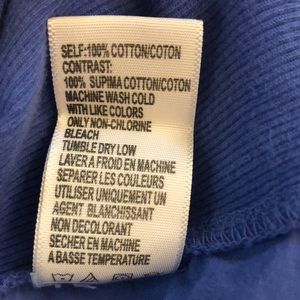 SELF:100% COTTON/COTON
CONTRAST:
100% SUPIMA COTTON/COTON
MACHINE WASH COLD
WITH LIKE COLORS
ONLY NON-CHLORINE
BLEACH
TUMBLE DRY LOW
LAVER A FROID EN MACHINE
SEPARER LES COULEURS
UTILISER UNIQUEMENT UN
AGENT BLANCHISSANT
NON DECOLORANT
SECHER EN MACHINE
A BASSE TEMPERATURE